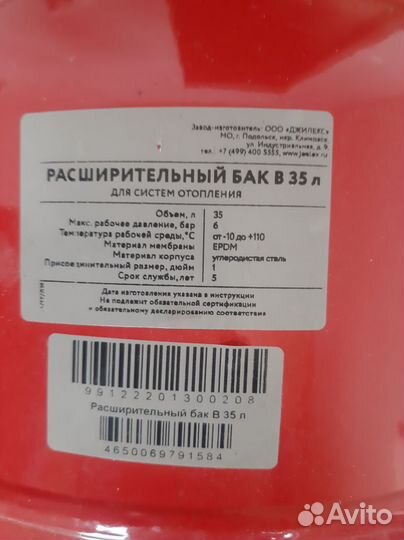 Завод-изготовитель: ООО «ДЖИЛЕКС»
МО, г. Подольск, мкр. Климовск
ул. Индустриальная, д. 9,
тел. +7 (499) 400 5555, www.jeelex.ru
РАСШИРИТЕЛЬНЫЙ БАК В 35 л
ДЛЯ СИСТЕМ ОТОПЛЕНИЯ
Объем, л 35
Макс. рабочее давление, бар 6
Температура рабочей среды,°С от -10 до +110
Материал мембраны EPDM
Материал корпуса углеродистая сталь
Присоединительный размер, дюйм 1
Срок службы, лет 5
Дата изготовления указана в инструкции
Не подлежит обязательной сертификации
и обязательному декларированию соответствия
9912220130020 8
Расширительный бак В 35 л
4650069791584
Avito